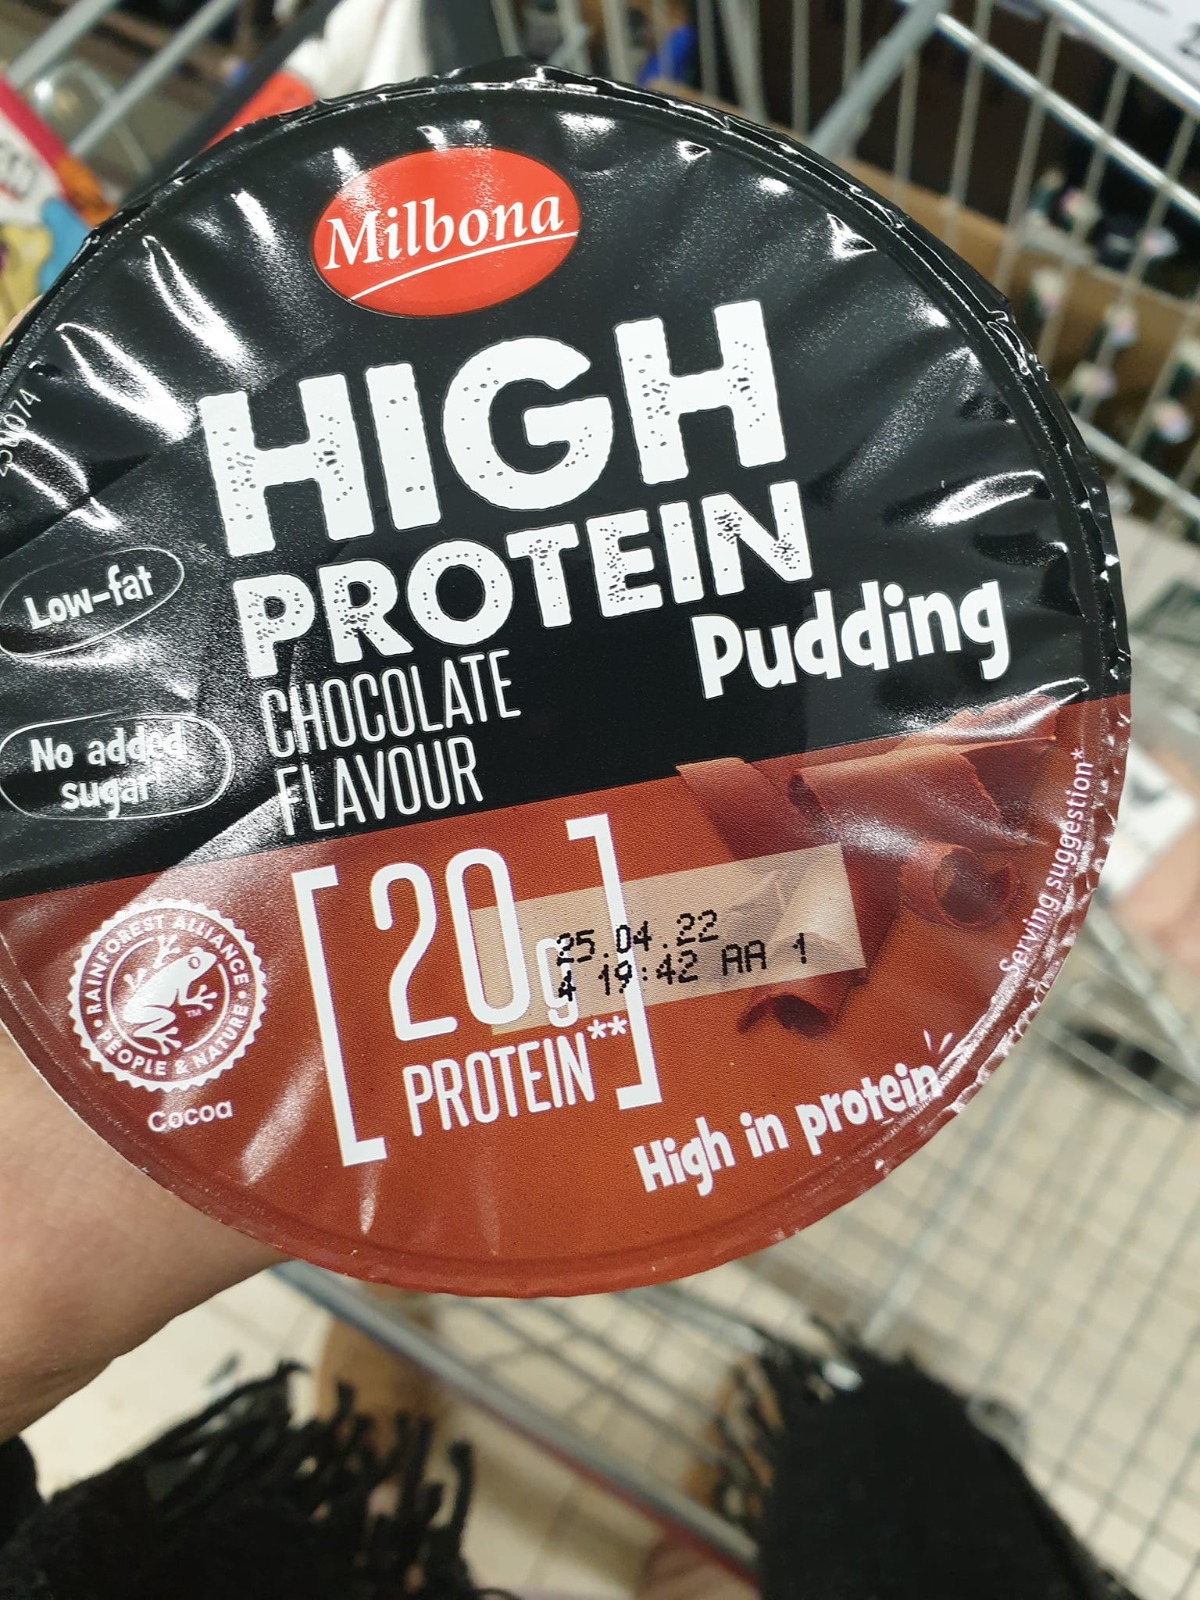 Milbona
HIGH
PROTEIN
Pudding
CHOCOLATE
FLAVOUR
Low-fat
No added
sugar
[20g]
PROTEIN**
25.04.22
4 19:42 AA 1
RAINFOREST ALLIANCE
PEOPLE & NATURE
TM
Cocoa
High in protein
Serving suggestion*